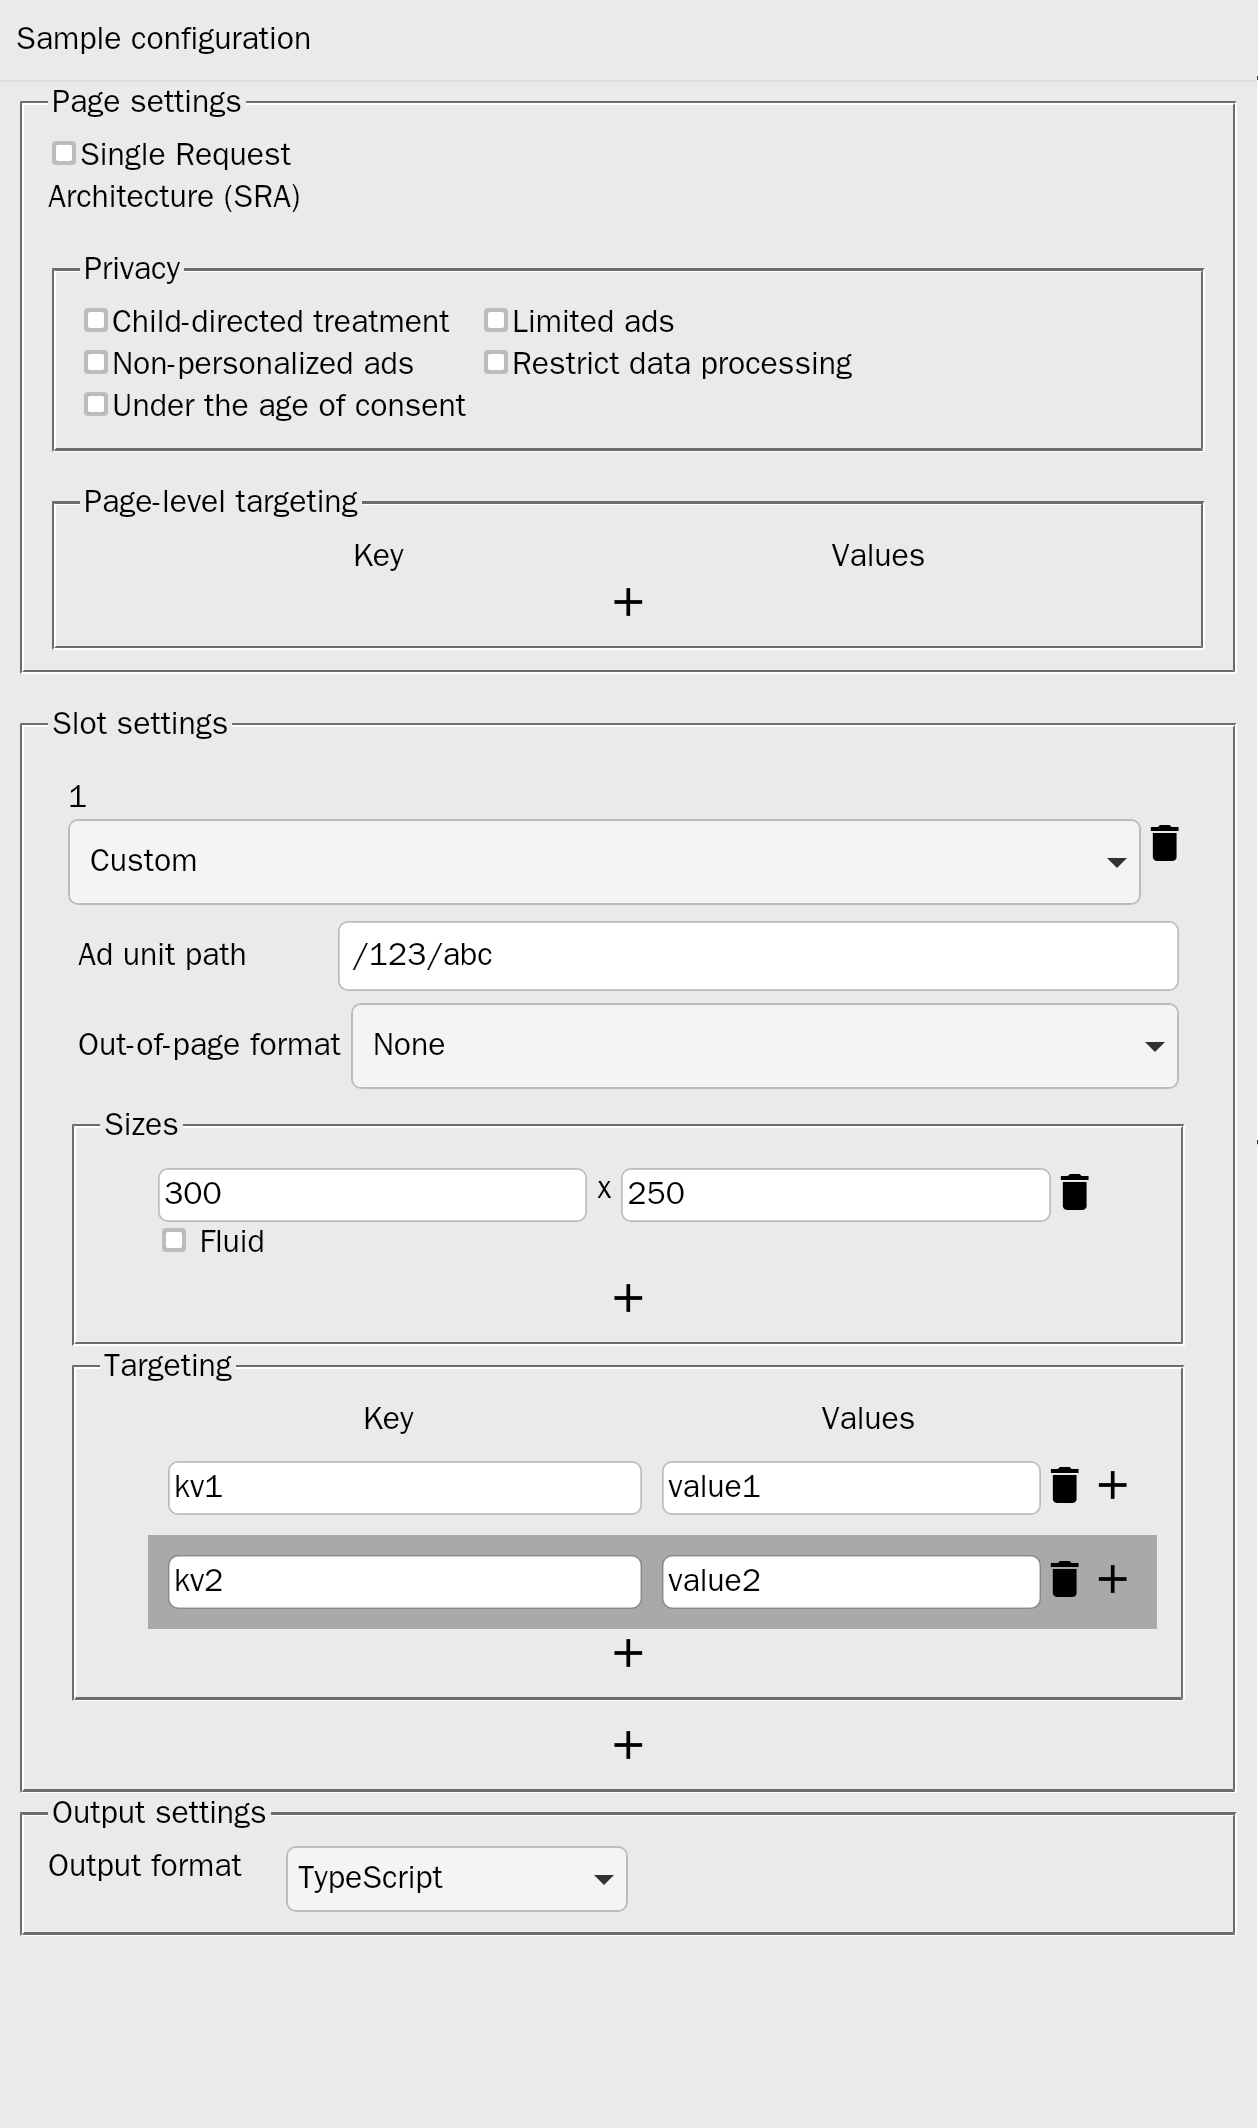 Sample configuration
Page settings
Single Request
Architecture (SRA)
Privacy
Child-directed treatment Limited ads
Non-personalized ads Restrict data processing
Under the age of consent
Page-level targeting
Key Values
+
Slot settings
1
Custom
Ad unit path /123/abc
Out-of-page format None
Sizes
300 x 250
Fluid
+
Targeting
Key Values
kv1 value1 +
kv2 value2 +
+
+
Output settings
Output format TypeScript